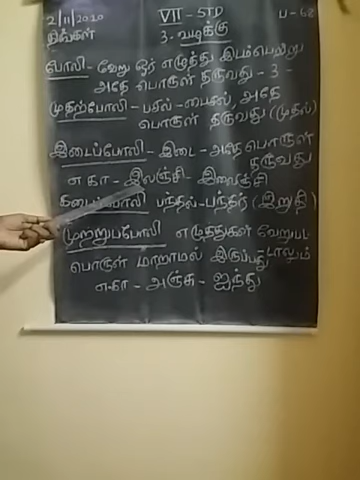 2/11/2020 VII - STD ப - 68
திங்கள் 3. வடிக்கு
போலி - வேறு ஓர் எழுத்து இடம்பெற்று
அதே பொருள் தருவது - 3 -
முதற்போலி - பசல் - பைசல், அதே
பொருள் தருவது (முதல்)
இடைப்போலி - இடை - அதே பொருள்
தருவது
எ கா - இலஞ்சி - இலைஞ்சி
கடைப்போலி பந்தல் - பந்தர் (இறுதி)
முற்றுப்போலி எழுத்துகள் வேறுபட்
பொருள் மாறாமல் இருப்பது - டாலும்
எ.கா - அஞ்சு - ஐந்து